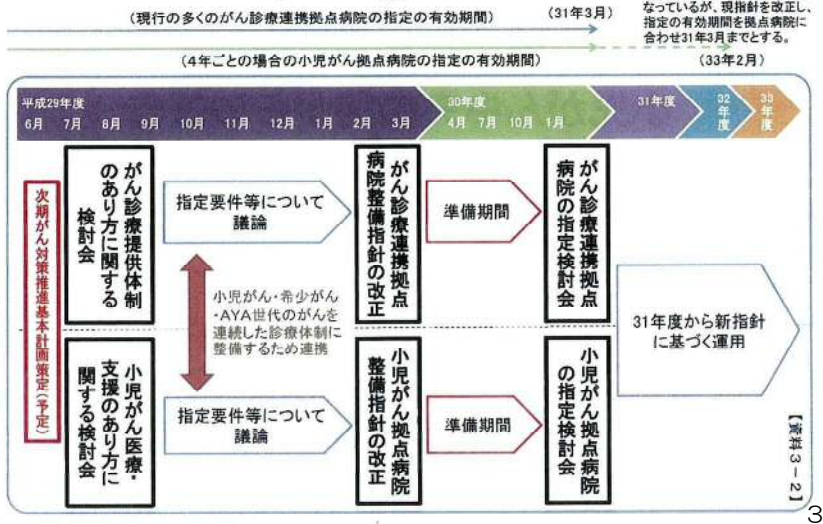 (現行の多くのがん診療連携拠点病院の指定の有効期間)
(31年3月)
なっているが、現指針を改正し、
指定の有効期間を拠点病院に
合わせ31年3月までとする。
(4年ごとの場合の小児がん拠点病院の指定の有効期間)
(33年2月)
平成29年度
6月 7月 8月 9月 10月 11月 12月 1月 2月 3月
30年度
4月 7月 10月 1月
31年度
32
年度
33
年度
次期がん対策推進基本計画策定(予定)
がん診療提供体制
のあり方に関する
検討会
指定要件等について
議論
がん診療連携拠点
病院整備指針の改正
準備期間
がん診療連携拠点
病院の指定検討会
小児がん・希少がん
・AYA世代のがんを
連続した診療体制に
整備するため連携
31年度から新指針
に基づく運用
小児がん医療・
支援のあり方に
関する検討会
指定要件等について
議論
小児がん拠点病院
整備指針の改正
準備期間
小児がん拠点病院
の指定検討会
【資料3-2】
3